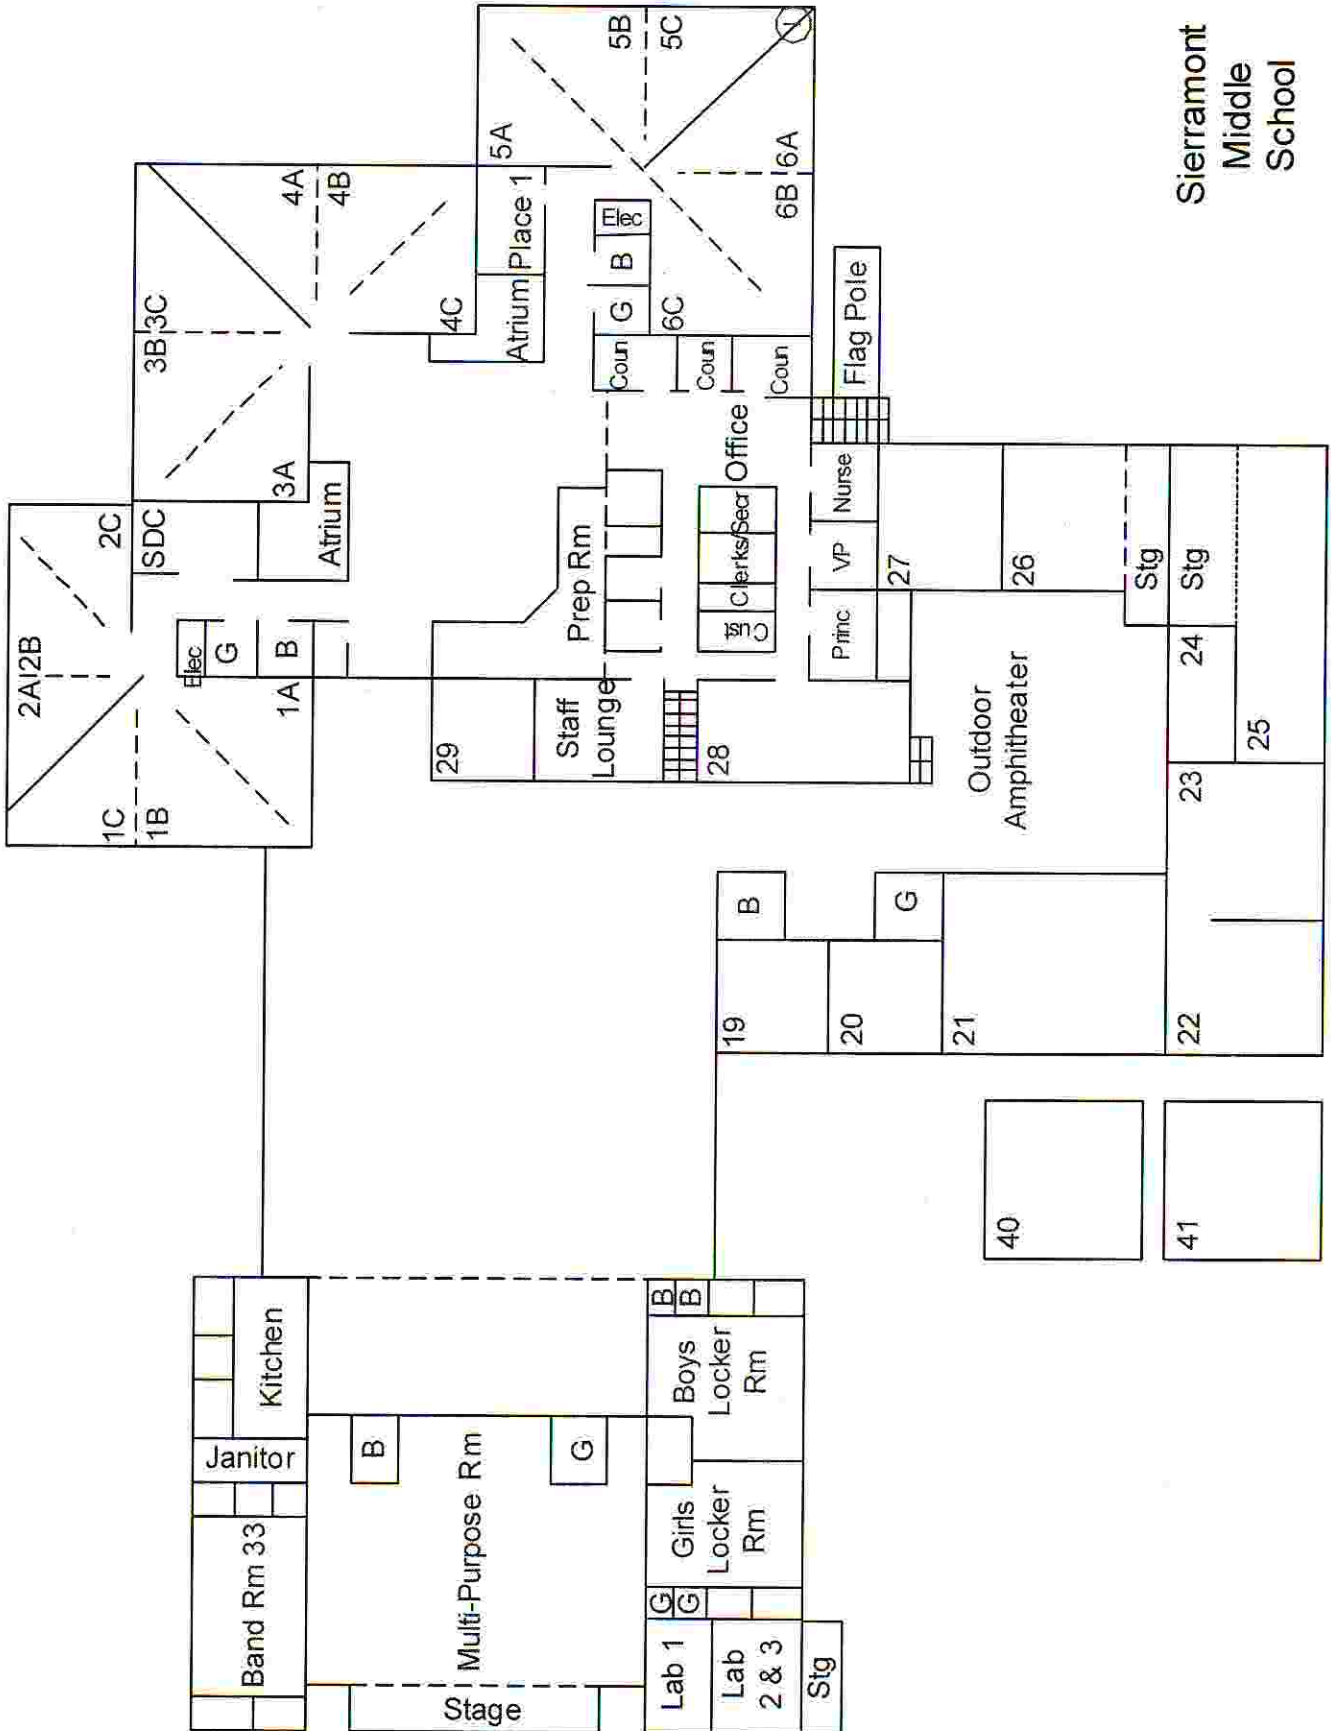 Band Rm 33
Janitor
Kitchen
Stage
Multi-Purpose Rm
B
G
Lab 1
Lab
2 & 3
Stg
G
G
Girls
Locker
Rm
Boys
Locker
Rm
B
B
1C
1B
1A
2A
2B
2C
Elec
G
B
SDC
Atrium
3A
3B
3C
4A
4B
4C
Atrium
Place 1
5A
5B
5C
6A
6B
6C
Elec
B
G
Coun
Coun
Coun
Office
Prep Rm
Clerks/Secr
Cust
29
Staff
Lounge
28
Princ
VP
Nurse
Flag Pole
27
26
Stg
Stg
24
25
23
22
Outdoor
Amphitheater
B
G
19
20
21
40
41
Sierramont
Middle
School